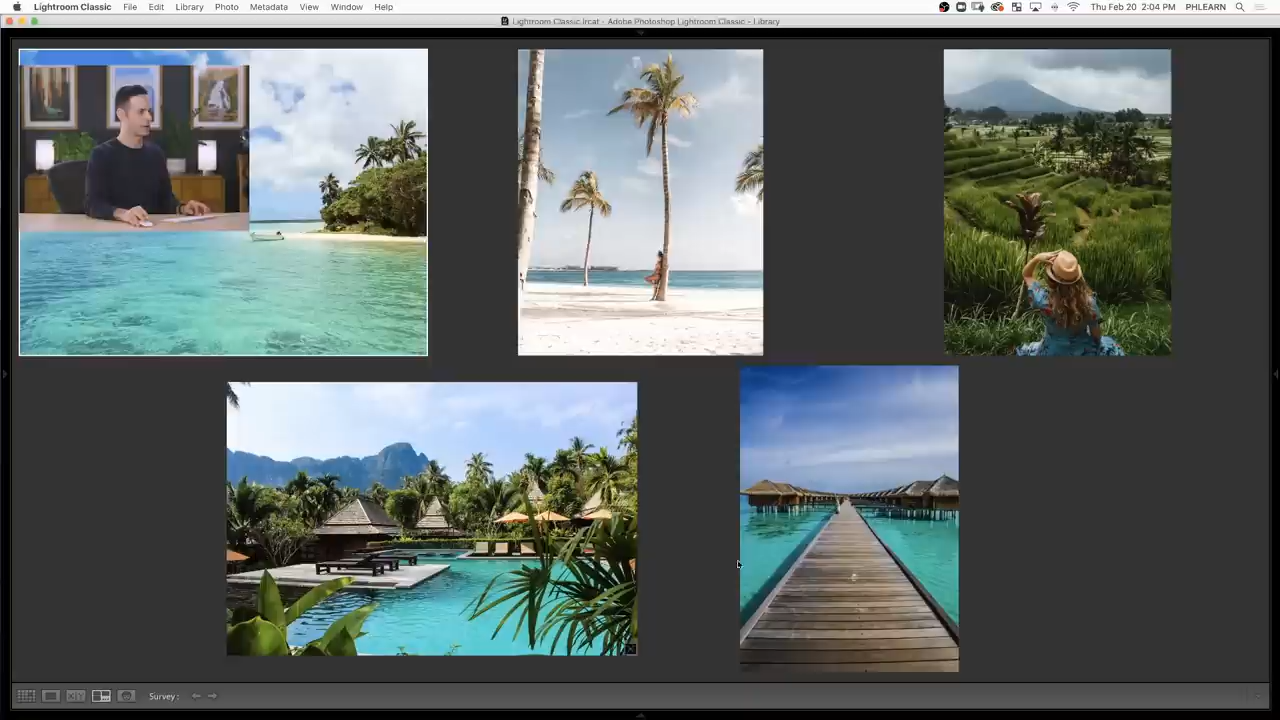 Lightroom Classic File Edit Library Photo Metadata View Window Help Thu Feb 20 2:04 PM PHLEARN
Lightroom Classic.lrcat - Adobe Photoshop Lightroom Classic - Library
X Y Survey :